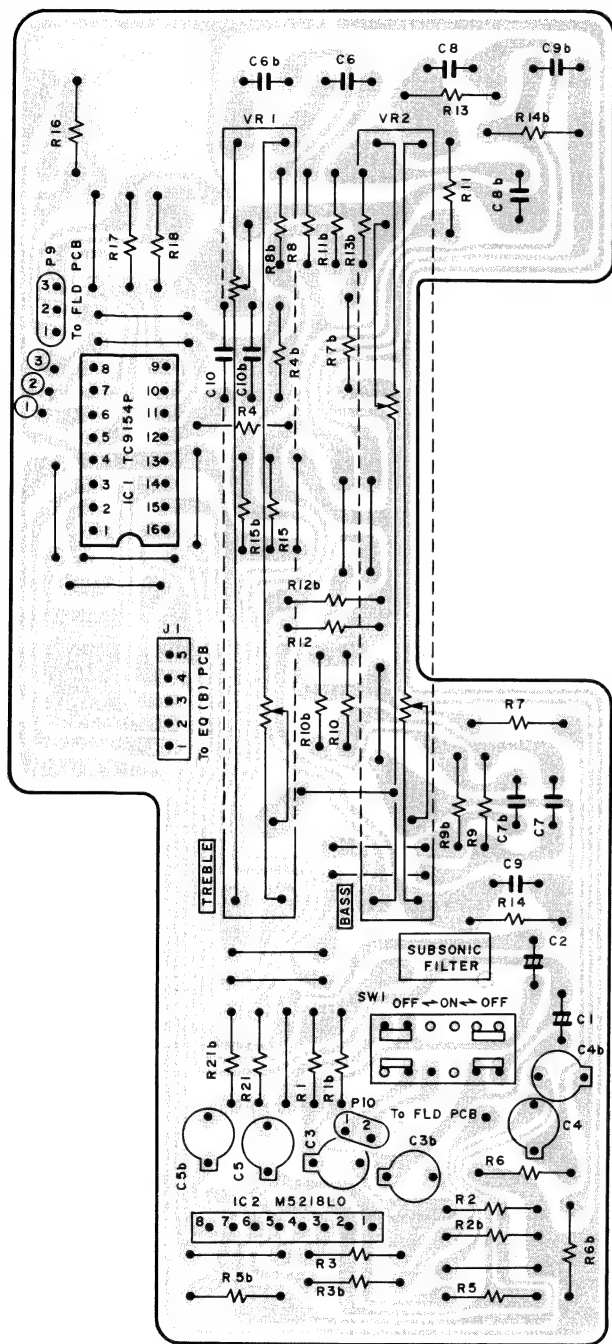 C6b
C6
C8
C9b
R13
R14b
R16
VR 1
VR2
R11
C8b
R8b
R8
R11b
R13b
R17
R18
P9
3
2
1
To FLD PCB
3
2
1
C10
C10b
R4b
R7b
R4
8
7
6
5
4
3
2
1
IC 1 TC9154P
9
10
11
12
13
14
15
16
R15b
R15
R12b
R12
J1
5
4
3
2
1
To EQ (B) PCB
R10b
R10
R7
R9b
R9
C7b
C7
TREBLE
BASS
C9
R14
SUBSONIC
FILTER
C2
C1
SW1
OFF ←ON→ OFF
R21b
R21
R1
R1b
P10
1
2
To FLD PCB
C4b
C4
C5b
C5
C3
C3b
R6
IC2 M5218L0
8 7 6 5 4 3 2 1
R2
R2b
R3
R3b
R5b
R5
R6b